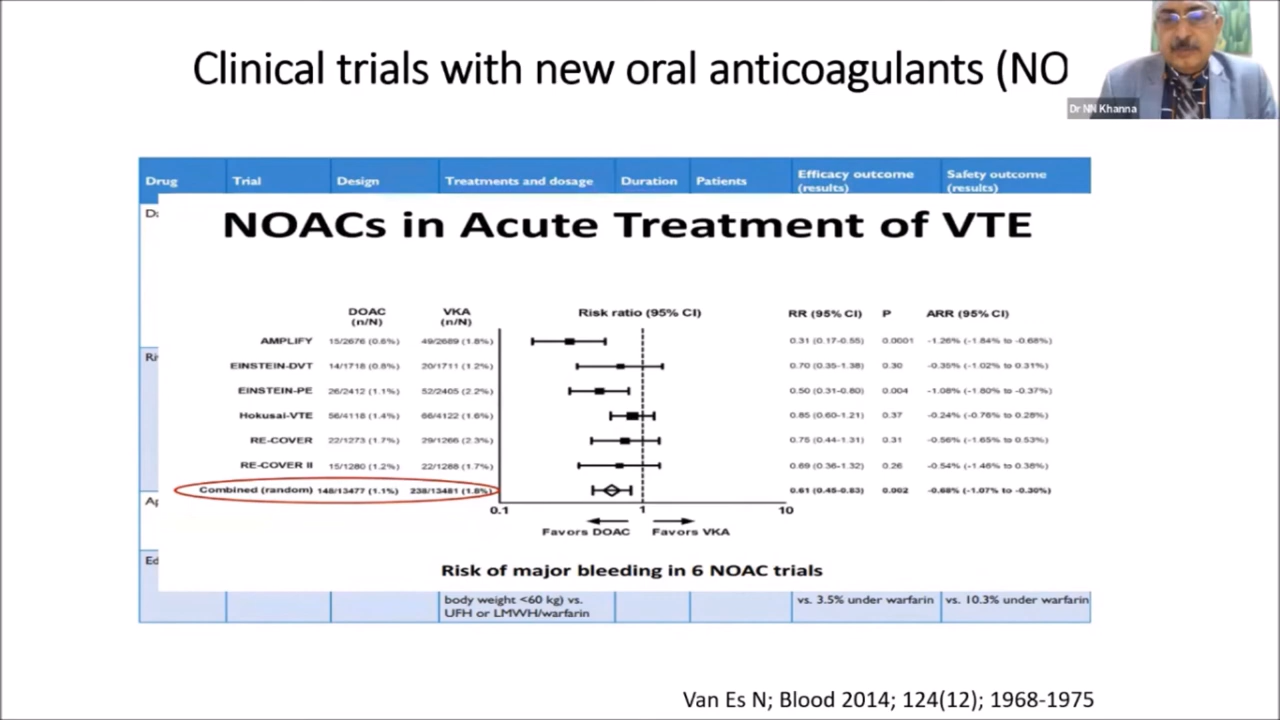 Clinical trials with new oral anticoagulants (NO
Dr NN Khanna
Drug Trial Design Treatments and dosage Duration Patients Efficacy outcome (results) Safety outcome (results)
NOACs in Acute Treatment of VTE
DOAC (n/N) VKA (n/N) Risk ratio (95% CI) RR (95% CI) P ARR (95% CI)
AMPLIFY 15/2676 (0.6%) 49/2689 (1.8%) 0.31 (0.17-0.55) 0.0001 -1.26% (-1.84% to -0.68%)
EINSTEIN-DVT 14/1718 (0.8%) 20/1711 (1.2%) 0.70 (0.35-1.38) 0.30 -0.35% (-1.02% to 0.31%)
EINSTEIN-PE 26/2412 (1.1%) 52/2405 (2.2%) 0.50 (0.31-0.80) 0.004 -1.08% (-1.80% to -0.37%)
Hokusai-VTE 56/4118 (1.4%) 66/4122 (1.6%) 0.85 (0.60-1.21) 0.37 -0.24% (-0.76% to 0.28%)
RE-COVER 22/1273 (1.7%) 29/1266 (2.3%) 0.75 (0.44-1.31) 0.31 -0.56% (-1.65% to 0.53%)
RE-COVER II 15/1280 (1.2%) 22/1288 (1.7%) 0.69 (0.36-1.32) 0.26 -0.54% (-1.46% to 0.38%)
Combined (random) 148/13477 (1.1%) 238/13481 (1.8%) 0.61 (0.45-0.83) 0.002 -0.68% (-1.07% to -0.30%)
0.1 1 10
Favors DOAC Favors VKA
Risk of major bleeding in 6 NOAC trials
body weight <60 kg) vs. vs. 3.5% under warfarin vs. 10.3% under warfarin
UFH or LMWH/warfarin
Van Es N; Blood 2014; 124(12); 1968-1975